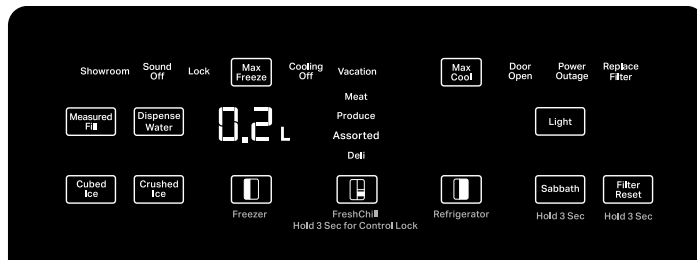 Showroom
Sound
Off
Lock
Max
Freeze
Cooling
Off
Vacation
Max
Cool
Door
Open
Power
Outage
Replace
Filter
Meat
Measured
Fill
Dispense
Water
0.2 L
Produce
Assorted
Deli
Light
Cubed
Ice
Crushed
Ice
Freezer
FreshChill
Hold 3 Sec for Control Lock
Refrigerator
Sabbath
Hold 3 Sec
Filter
Reset
Hold 3 Sec